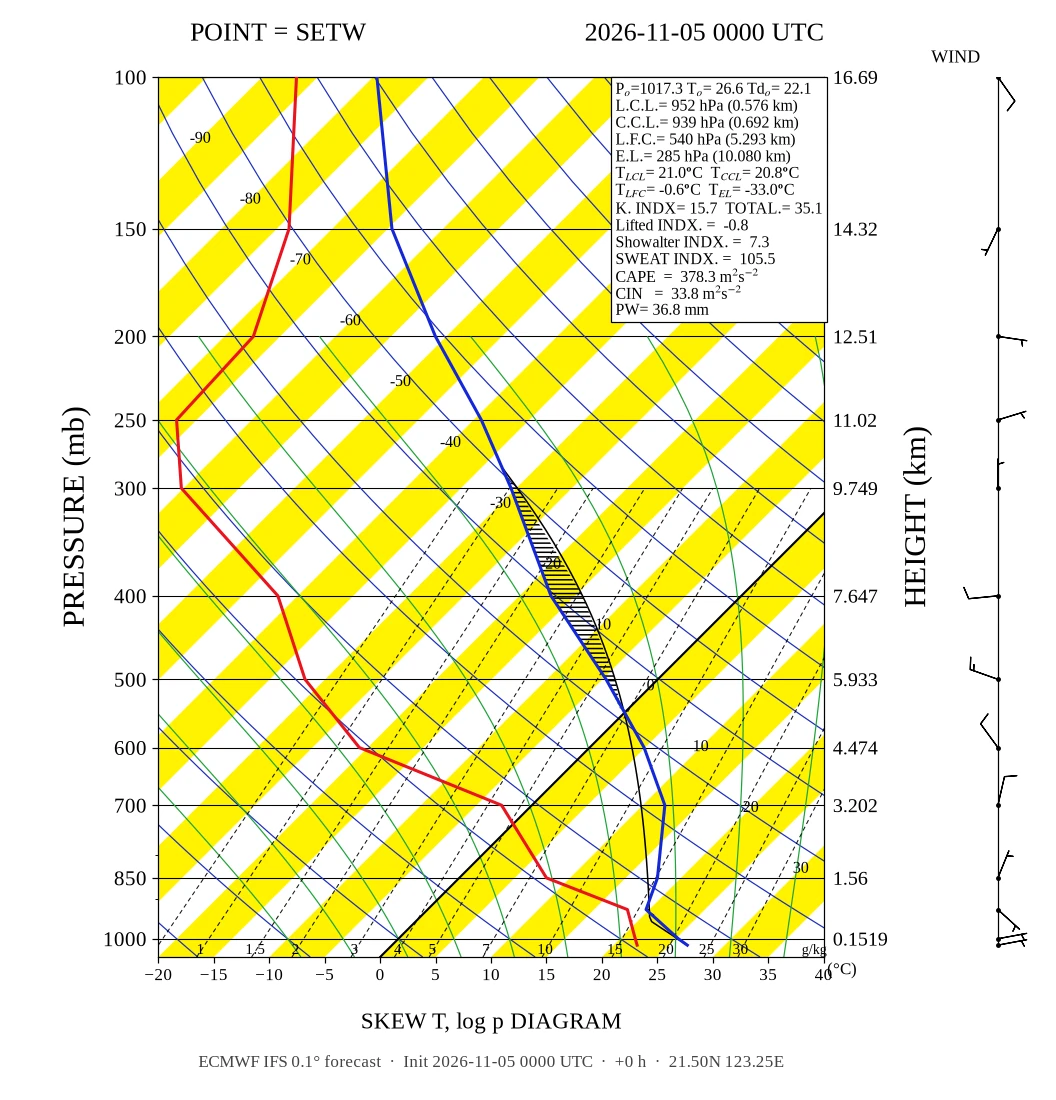 POINT = SETW
2026-11-05 0000 UTC
WIND
P₀=1017.3 T₀= 26.6 Td₀= 22.1
L.C.L.= 952 hPa (0.576 km)
C.C.L.= 939 hPa (0.692 km)
L.F.C.= 540 hPa (5.293 km)
E.L.= 285 hPa (10.080 km)
T_LCL= 21.0°C T_CCL= 20.8°C
T_LFC= -0.6°C T_EL= -33.0°C
K. INDX= 15.7 TOTAL.= 35.1
Lifted INDX. = -0.8
Showalter INDX. = 7.3
SWEAT INDX. = 105.5
CAPE = 378.3 m²s⁻²
CIN = 33.8 m²s⁻²
PW= 36.8 mm
PRESSURE (mb)
100
150
200
250
300
400
500
600
700
850
1000
-90
-80
-70
-60
-50
-40
-30
-20
-10
0
10
20
30
16.69
14.32
12.51
11.02
9.749
7.647
5.933
4.474
3.202
1.56
0.1519
HEIGHT (km)
1 1.5 2 3 4 5 7 10 15 20 25 30 g/kg
−20 −15 −10 −5 0 5 10 15 20 25 30 35 40 (°C)
SKEW T, log p DIAGRAM
ECMWF IFS 0.1° forecast · Init 2026-11-05 0000 UTC · +0 h · 21.50N 123.25E